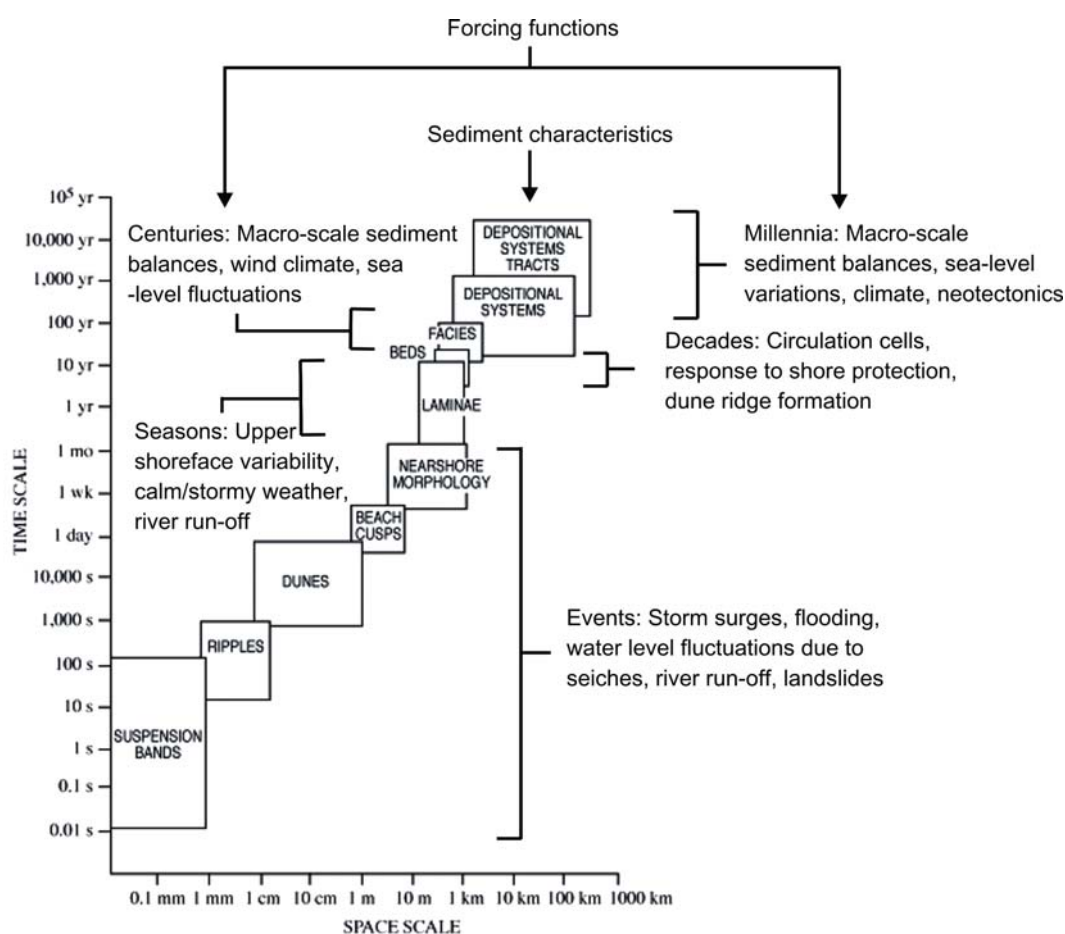 Forcing functions
Sediment characteristics
10⁵ yr
10,000 yr
1,000 yr
100 yr
10 yr
1 yr
1 mo
1 wk
1 day
10,000 s
1,000 s
100 s
10 s
1 s
0.1 s
0.01 s
TIME SCALE
Centuries: Macro-scale sediment
balances, wind climate, sea
-level fluctuations
Seasons: Upper
shoreface variability,
calm/stormy weather,
river run-off
DEPOSITIONAL
SYSTEMS
TRACTS
DEPOSITIONAL
SYSTEMS
FACIES
BEDS
LAMINAE
NEARSHORE
MORPHOLOGY
BEACH
CUSPS
DUNES
RIPPLES
SUSPENSION
BANDS
Millennia: Macro-scale
sediment balances, sea-level
variations, climate, neotectonics
Decades: Circulation cells,
response to shore protection,
dune ridge formation
Events: Storm surges, flooding,
water level fluctuations due to
seiches, river run-off, landslides
0.1 mm 1 mm 1 cm 10 cm 1 m 10 m 1 km 10 km 100 km 1000 km
SPACE SCALE